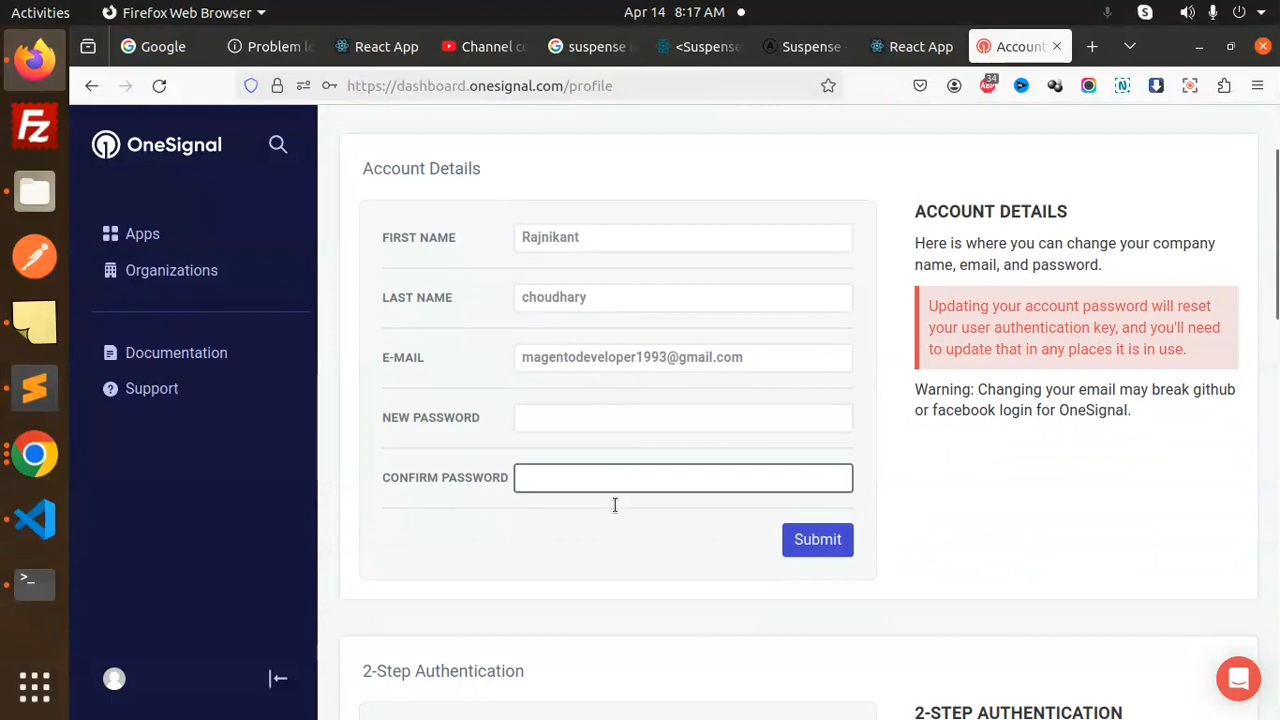 Activities
Firefox Web Browser
Apr 14 8:17 AM
Google
Problem l
React App
Channel c
suspense i
<Suspense
Suspense
React App
Account
34
https://dashboard.onesignal.com/profile
OneSignal
Apps
Organizations
Documentation
Support
Account Details
FIRST NAME
Rajnikant
LAST NAME
choudhary
E-MAIL
magentodeveloper1993@gmail.com
NEW PASSWORD
CONFIRM PASSWORD
Submit
ACCOUNT DETAILS
Here is where you can change your company
name, email, and password.
Updating your account password will reset
your user authentication key, and you'll need
to update that in any places it is in use.
Warning: Changing your email may break github
or facebook login for OneSignal.
2-Step Authentication
2-STEP AUTHENTICATION